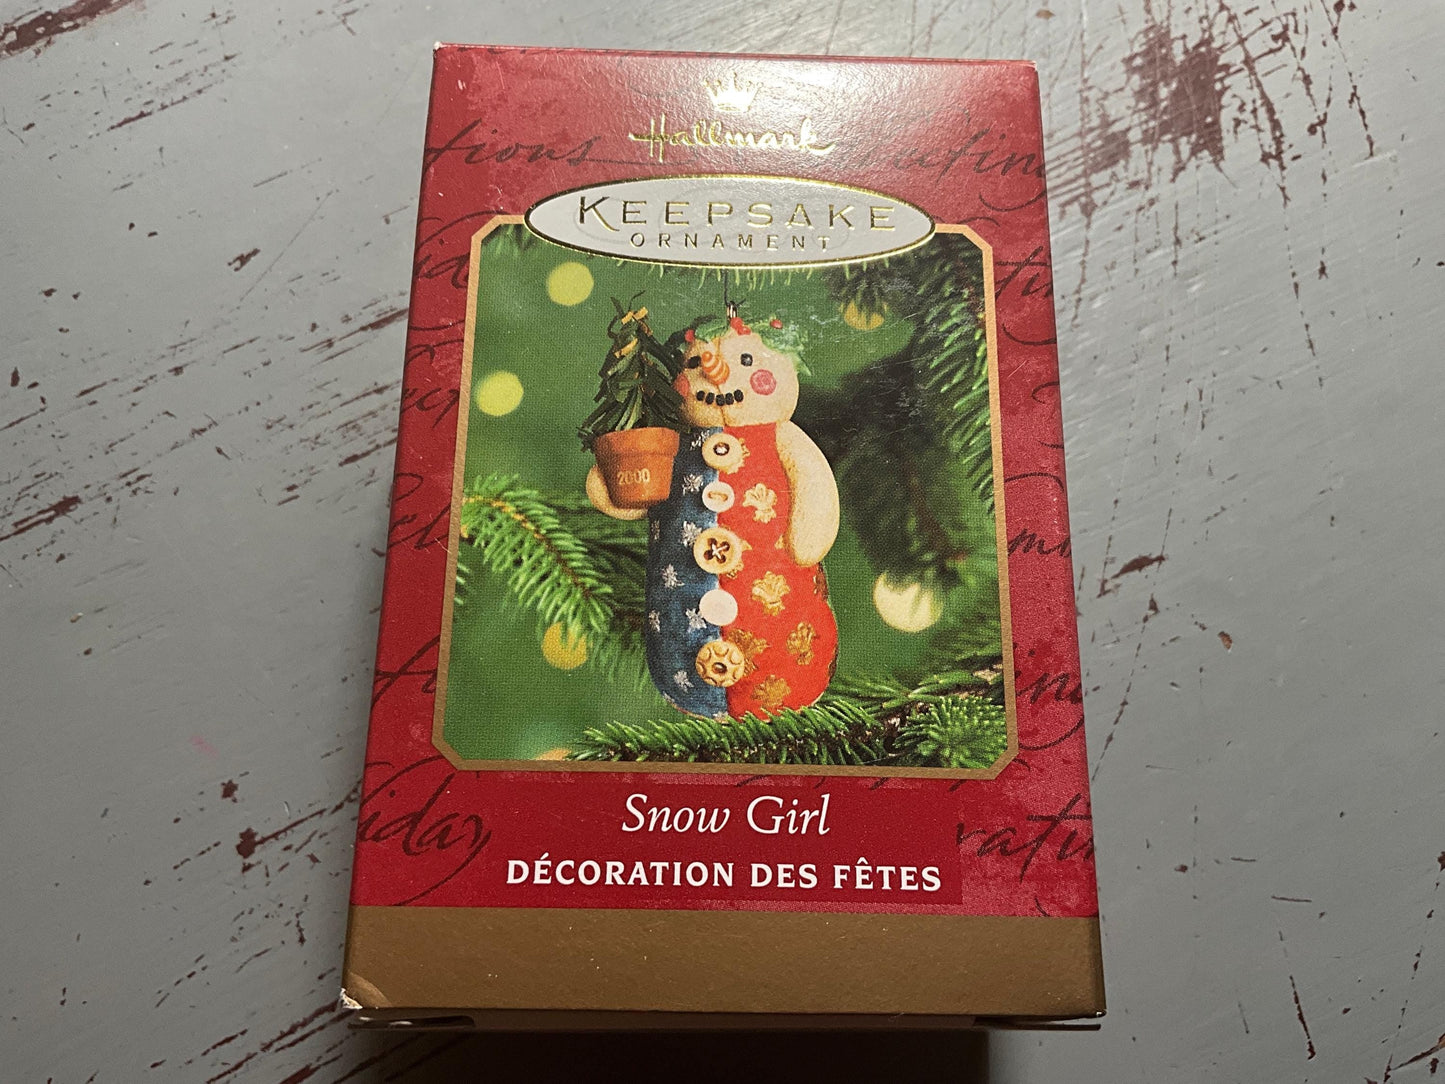 Hallmark
KEEPSAKE
ORNAMENT
2000
Snow Girl
DÉCORATION DES FÊTES